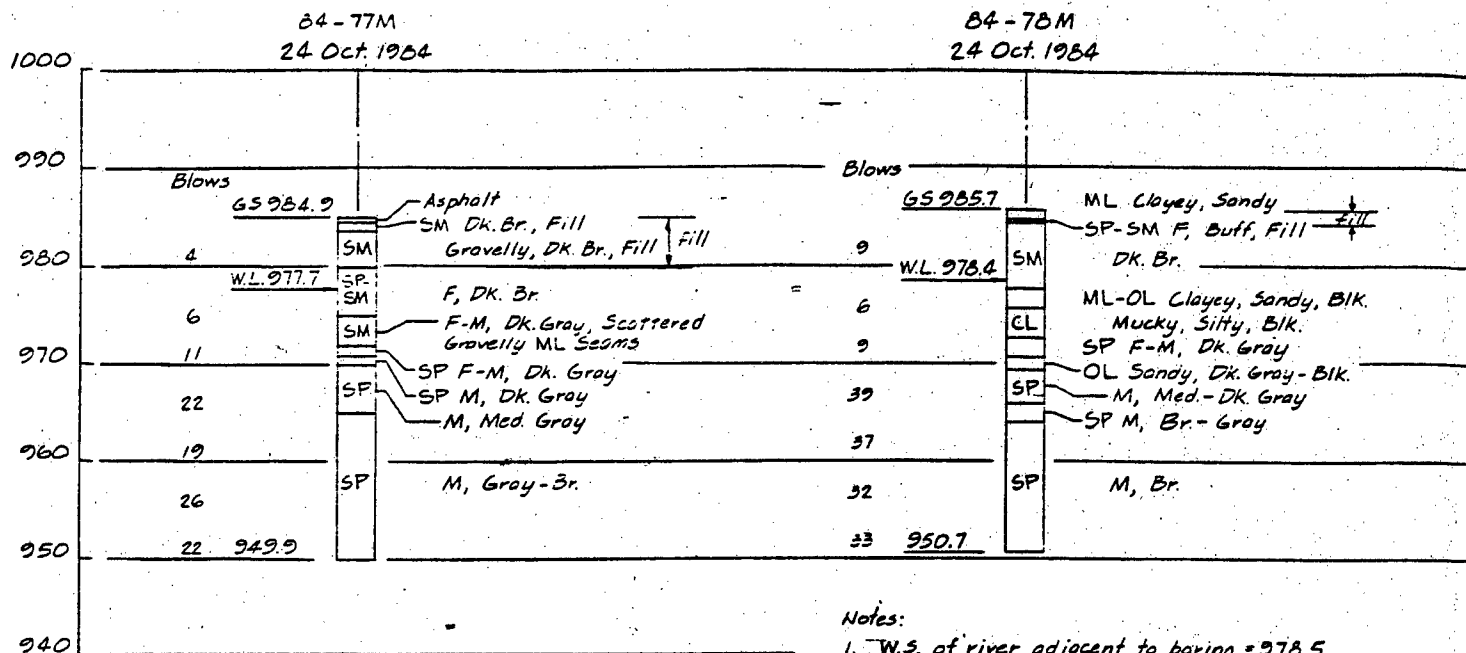 84-77M
24 Oct. 1984
84-78M
24 Oct. 1984
1000
990
980
970
960
950
940
Blows
GS 984.9
Asphalt
SM Dk. Br., Fill
SM
Gravelly, Dk. Br., Fill
Fill
4
W.L. 977.7
SP-
SM
F, Dk. Br.
6
SM
F-M, Dk. Gray, Scattered
Gravelly ML Seams
11
SP F-M, Dk. Gray
SP M, Dk. Gray
22
SP
M, Med. Gray
19
SP
M, Gray-Br.
26
22
949.9
Blows
GS 985.7
ML Clayey, Sandy
Fill
SP-SM F, Buff, Fill
9
SM
Dk. Br.
W.L. 978.4
ML-OL Clayey, Sandy, Blk.
6
CL
Mucky, Silty, Blk.
9
SP F-M, Dk. Gray
OL Sandy, Dk. Gray-Blk.
39
SP
M, Med.-Dk. Gray
SP M, Br.-Gray
37
SP
M, Br.
32
33
950.7
Notes:
1. W.S. of river adjacent to boring = 978.5